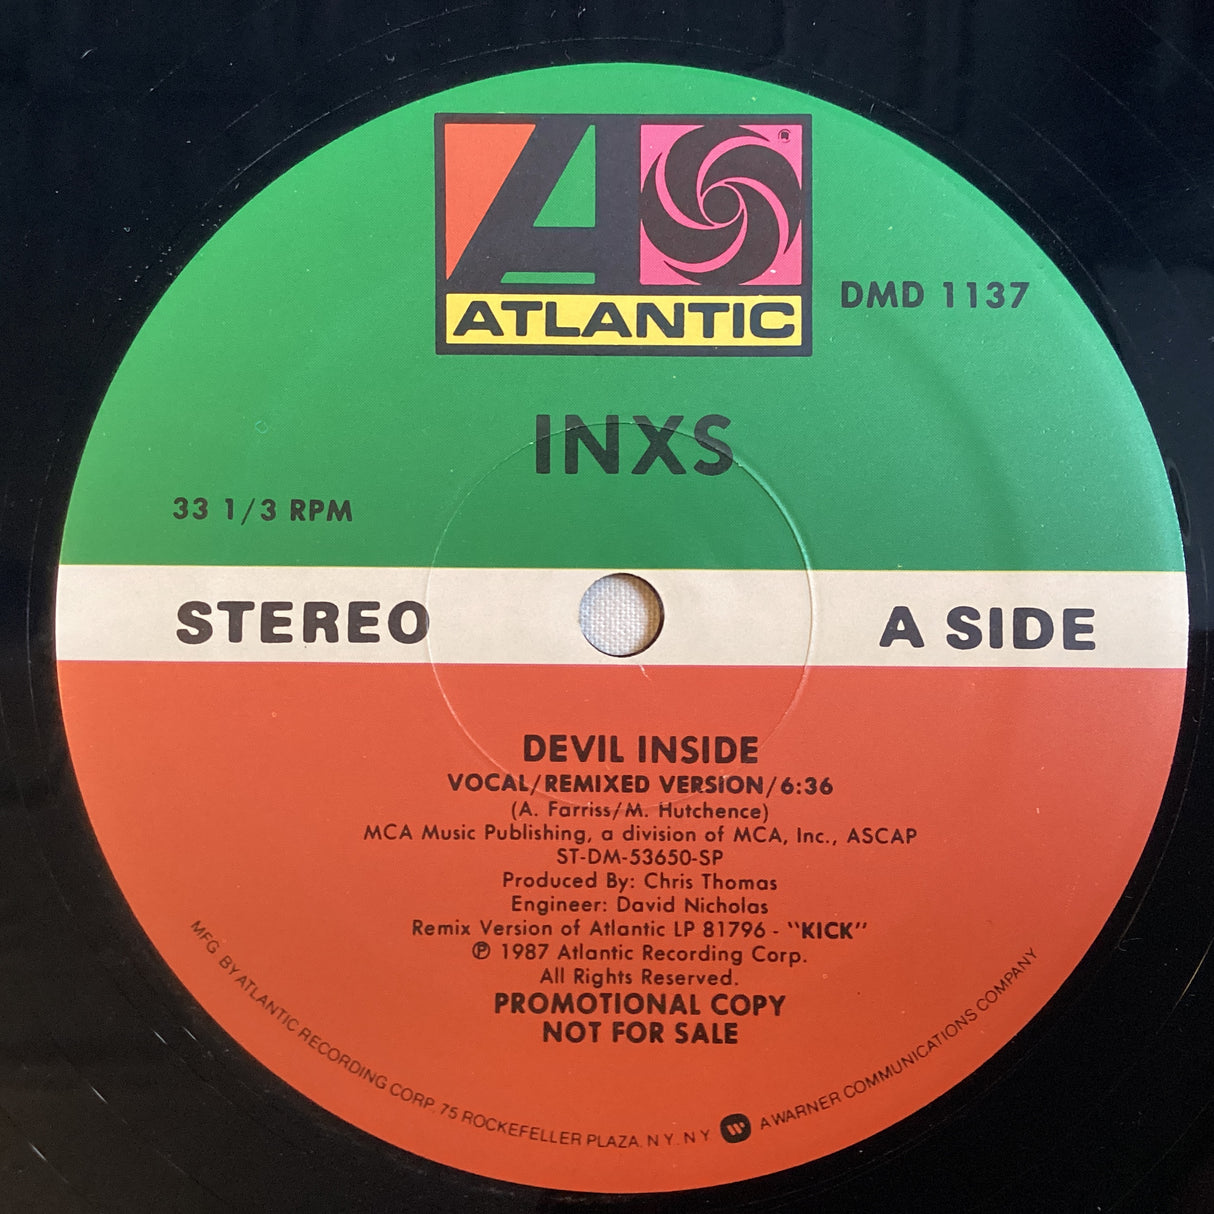 ATLANTIC
DMD 1137
INXS
33 1/3 RPM
STEREO
A SIDE
DEVIL INSIDE
VOCAL/REMIXED VERSION/6:36
(A. Farriss/M. Hutchence)
MCA Music Publishing, a division of MCA, Inc., ASCAP
ST-DM-53650-SP
Produced By: Chris Thomas
Engineer: David Nicholas
Remix Version of Atlantic LP 81796 - "KICK"
℗ 1987 Atlantic Recording Corp.
All Rights Reserved.
PROMOTIONAL COPY
NOT FOR SALE
MFG. BY ATLANTIC RECORDING CORP. 75 ROCKEFELLER PLAZA. N.Y. N.Y. A WARNER COMMUNICATIONS COMPANY